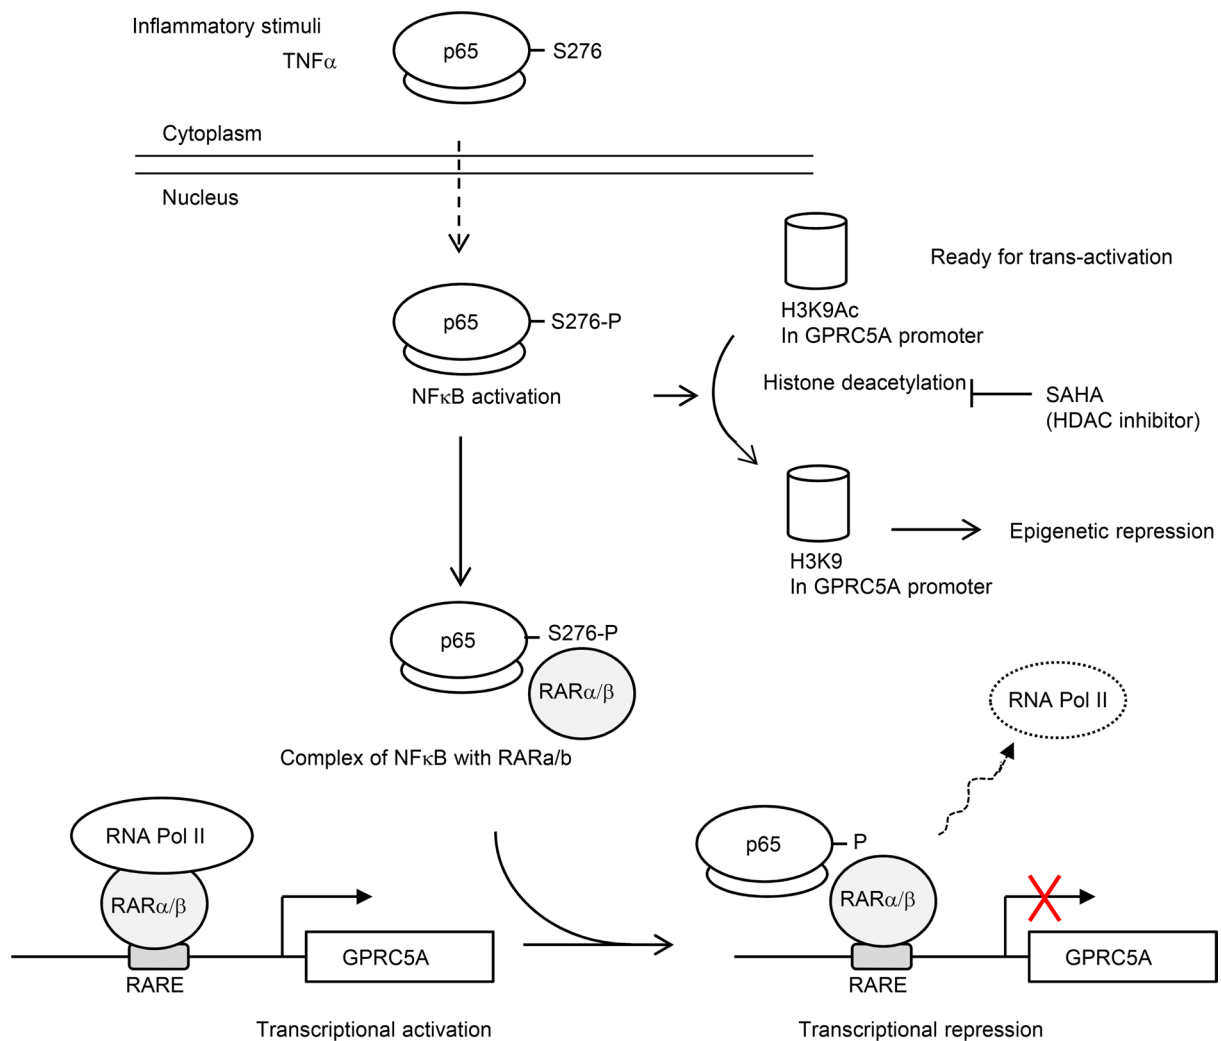 Inflammatory stimuli
TNFα
p65
S276
Cytoplasm
Nucleus
p65
S276-P
NFκB activation
Ready for trans-activation
H3K9Ac
In GPRC5A promoter
Histone deacetylation
SAHA
(HDAC inhibitor)
H3K9
In GPRC5A promoter
Epigenetic repression
p65
S276-P
RARα/β
Complex of NFκB with RARa/b
RNA Pol II
RARα/β
RARE
GPRC5A
Transcriptional activation
RNA Pol II
p65
P
RARα/β
RARE
GPRC5A
Transcriptional repression